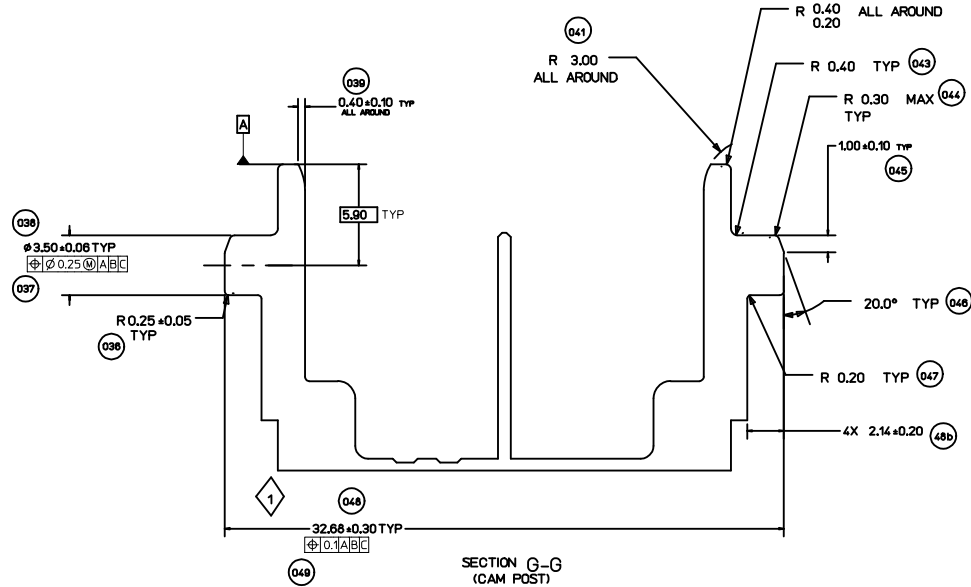 R 0.40 ALL AROUND
0.20
041
R 3.00
ALL AROUND
R 0.40 TYP 043
039
0.40±0.10 TYP
ALL AROUND
R 0.30 MAX 044
TYP
A
1.00±0.10 TYP
045
5.90 TYP
036
ø3.50±0.06 TYP
⌖ Ø 0.25 Ⓜ A B C
037
R 0.25±0.05
TYP
036
20.0° TYP 046
R 0.20 TYP 047
4X 2.14±0.20 48b
1
048
32.68±0.30 TYP
⌖ 0.1 A B C
049
SECTION G-G
(CAM POST)